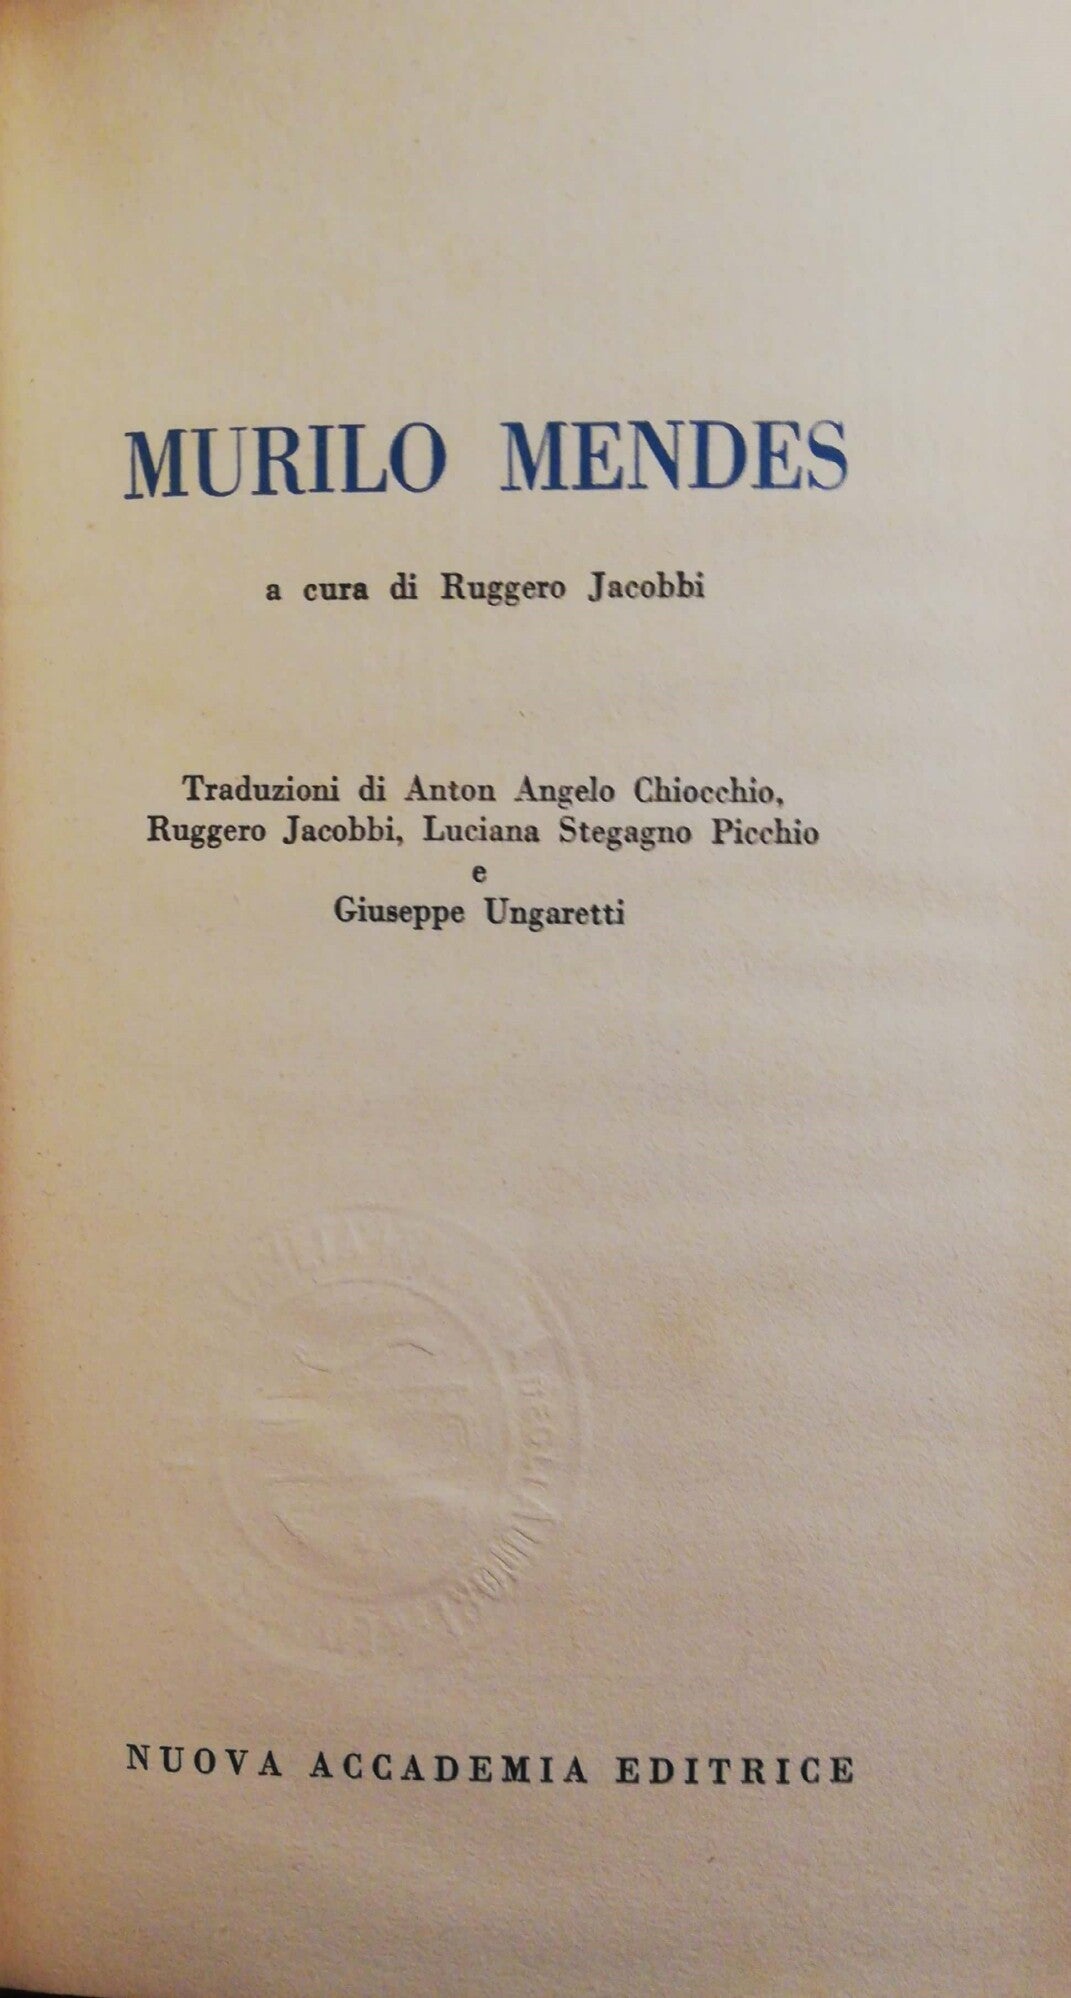 MURILO MENDES
a cura di Ruggero Jacobbi
Traduzioni di Anton Angelo Chiocchio,
Ruggero Jacobbi, Luciana Stegagno Picchio
e
Giuseppe Ungaretti
NUOVA ACCADEMIA EDITRICE